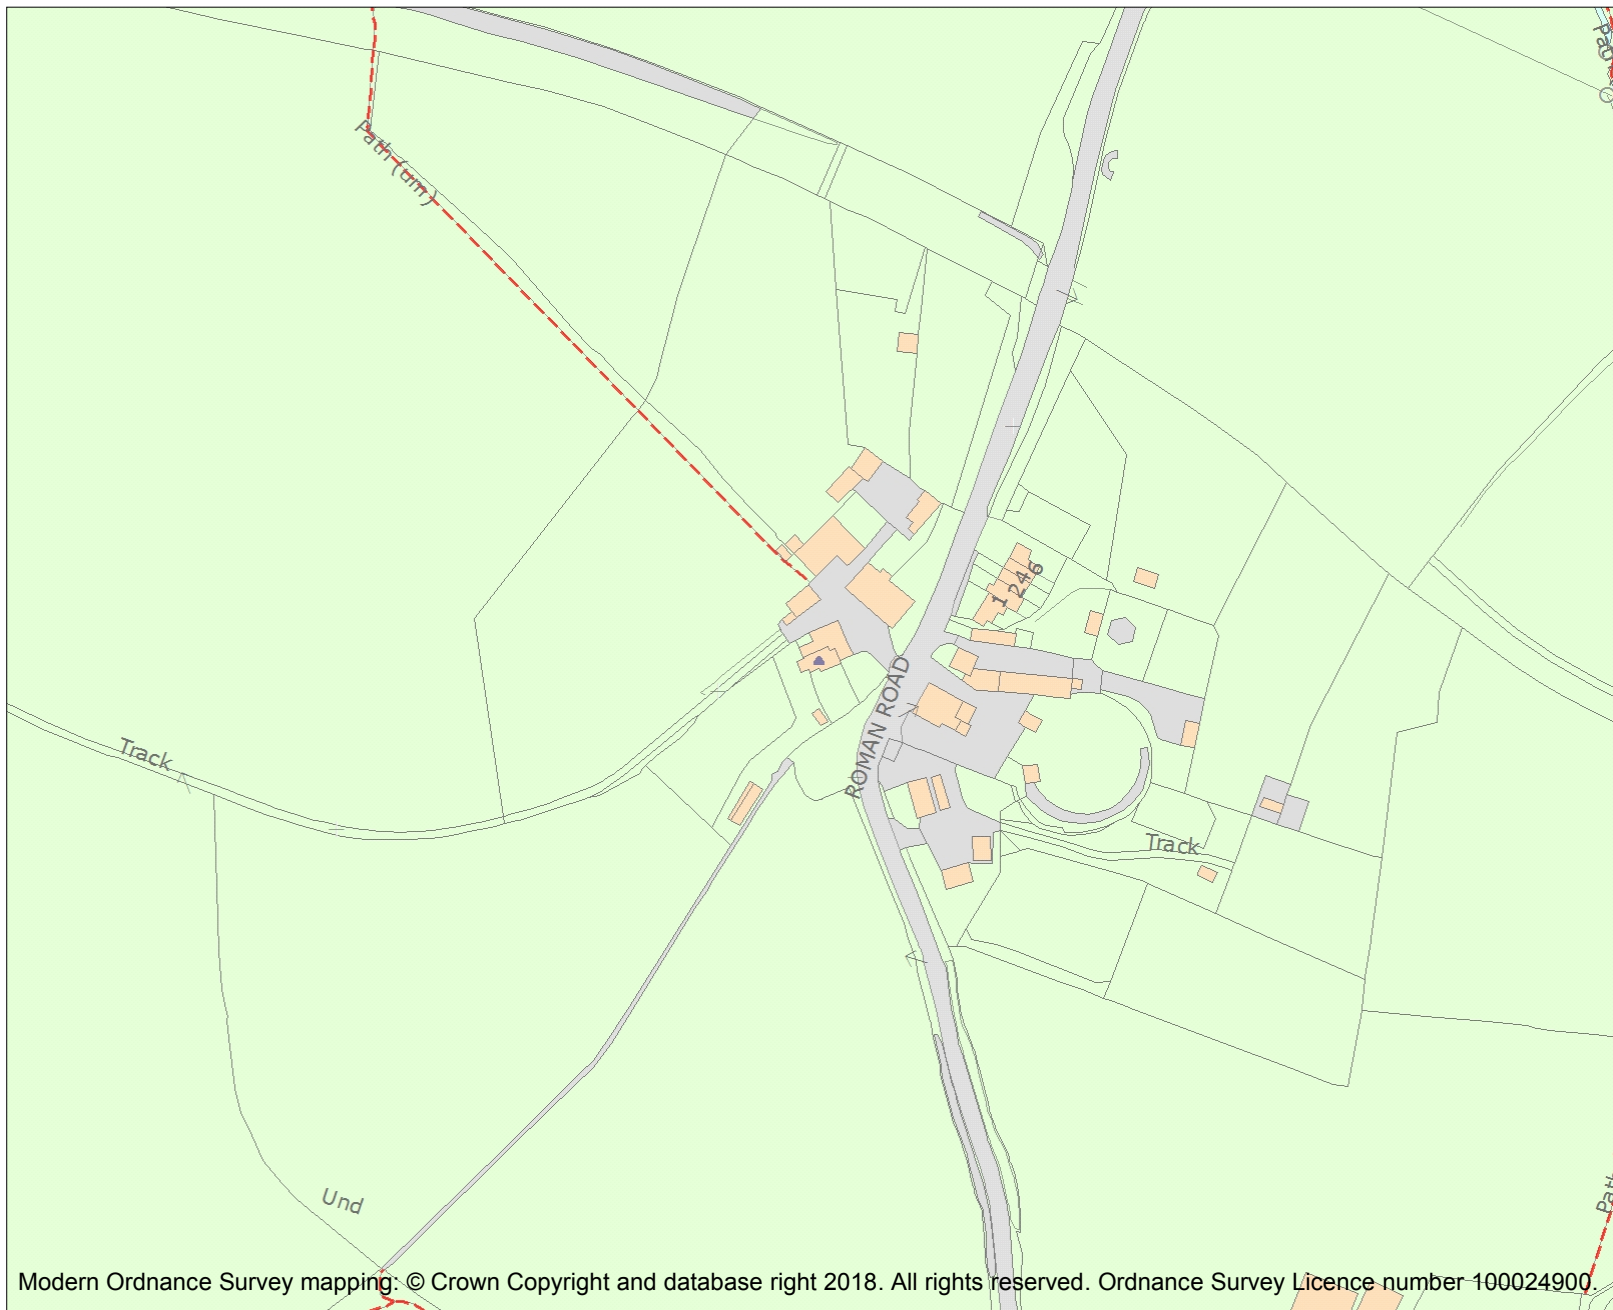 Path (um)
1 2 4 6
ROMAN ROAD
Track
Track
Und
Path
Modern Ordnance Survey mapping: © Crown Copyright and database right 2018. All rights reserved. Ordnance Survey Licence number 100024900.